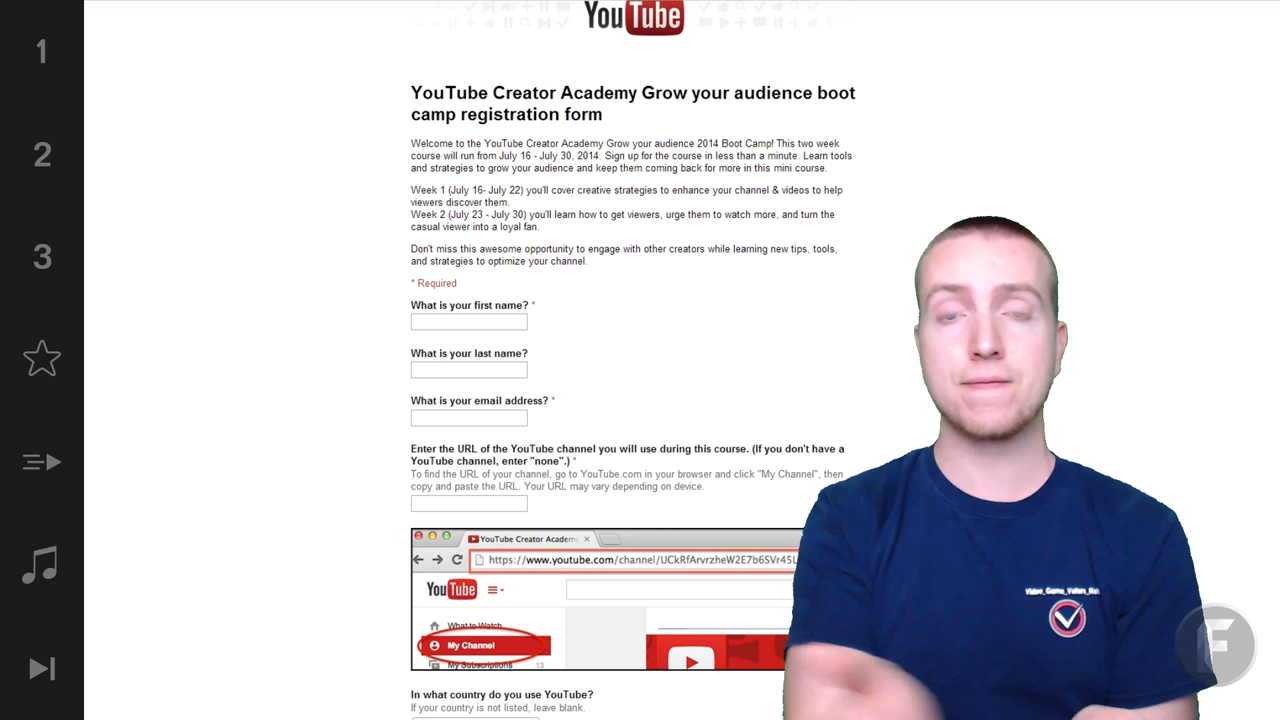 1
2
3
YouTube
YouTube Creator Academy Grow your audience boot
camp registration form
Welcome to the YouTube Creator Academy Grow your audience 2014 Boot Camp! This two week
course will run from July 16 - July 30, 2014. Sign up for the course in less than a minute. Learn tools
and strategies to grow your audience and keep them coming back for more in this mini course.
Week 1 (July 16- July 22) you'll cover creative strategies to enhance your channel & videos to help
viewers discover them.
Week 2 (July 23 - July 30) you'll learn how to get viewers, urge them to watch more, and turn the
casual viewer into a loyal fan.
Don't miss this awesome opportunity to engage with other creators while learning new tips, tools,
and strategies to optimize your channel.
* Required
What is your first name? *
What is your last name?
What is your email address? *
Enter the URL of the YouTube channel you will use during this course. (If you don't have a
YouTube channel, enter "none".) *
To find the URL of your channel, go to YouTube.com in your browser and click "My Channel", then
copy and paste the URL. Your URL may vary depending on device.
YouTube Creator Academ
https://www.youtube.com/channel/UCkRfArvrzheW2E7b6SVr45L
YouTube
What to Watch
My Channel
My Subscriptions 13
In what country do you use YouTube?
If your country is not listed, leave blank.
Video_Game_Voters
F